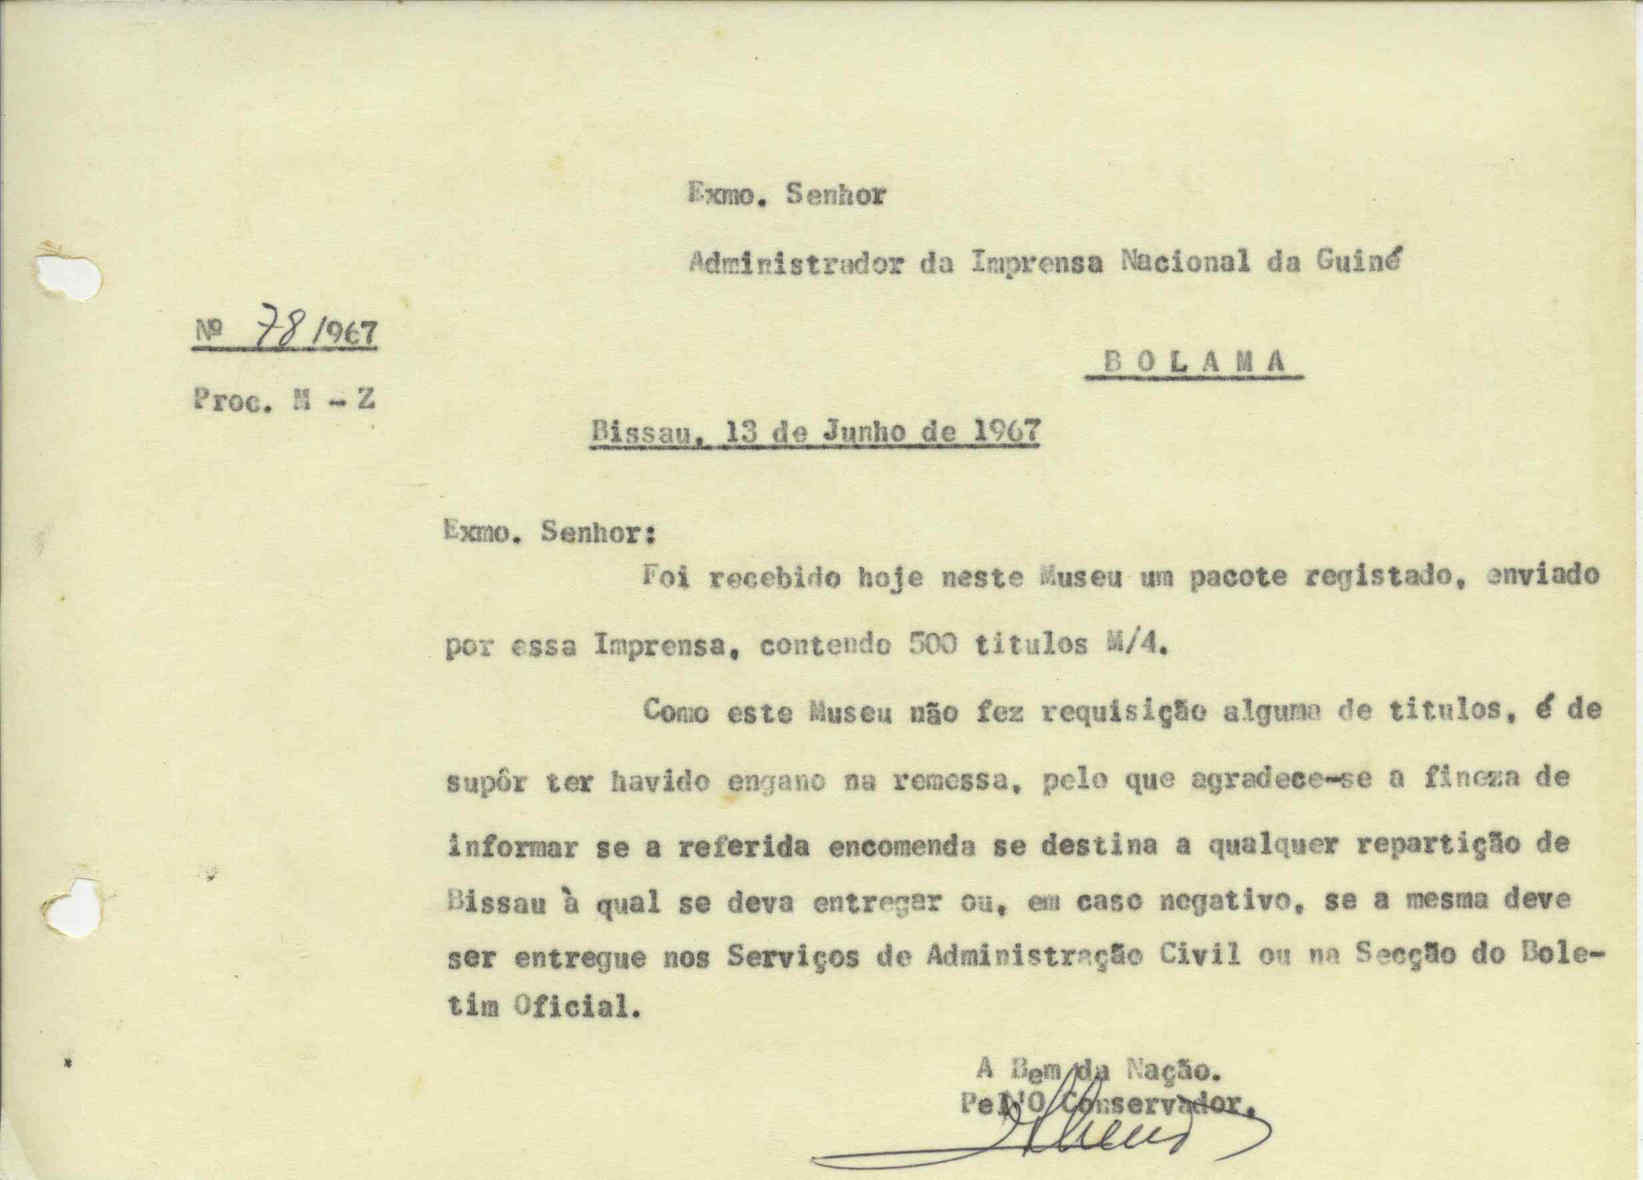 Exmo. Senhor
Administrador da Imprensa Nacional da Guiné
Nº 78/967
BOLAMA
Proc. M - Z
Bissau, 13 de Junho de 1967
Exmo. Senhor:
Foi recebido hoje neste Museu um pacote registado, enviado
por essa Imprensa, contendo 500 titulos M/4.
Como este Museu não fez requisição alguma de titulos, é de
supôr ter havido engano na remessa, pelo que agradece-se a fineza de
informar se a referida encomenda se destina a qualquer repartição de
Bissau à qual se deva entregar ou, em caso negativo, se a mesma deve
ser entregue nos Serviços de Administração Civil ou na Secção do Bole-
tim Oficial.
A Bem da Nação.
Pel'O Conservador,